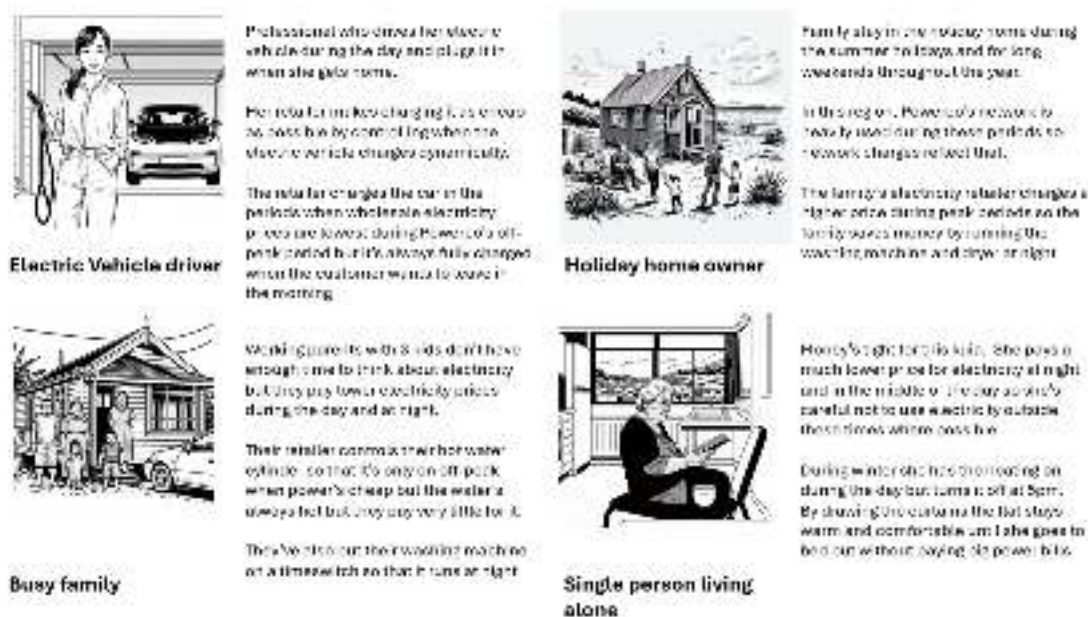 Professional who drives her electric
vehicle during the day and plugs it in
when she gets home.
Her retailer makes charging it as cheap
as possible by controlling when the
electric vehicle charges dynamically.
The retailer charges the car in the
periods when wholesale electricity
prices are lowest during Powerco's off-
peak period but it's always fully charged
when the customer wants to leave in
the morning
Electric Vehicle driver
Family stay in the holiday home during
the summer holidays and for long
weekends throughout the year.
In this region, Powerco's network is
heavily used during these periods so
network charges reflect that.
The family's electricity retailer charges a
higher price during peak periods so the
family saves money by running the
washing machine and dryer at night
Holiday home owner
Working parents with 3 kids don't have
enough time to think about electricity
but they pay lower electricity prices
during the day and at night.
Their retailer controls their hot water
cylinder so that it's only on off-peak
when power's cheap but the water's
always hot but they pay very little for it
They've also put their washing machine
on a timeswitch so that it runs at night
Busy family
Money's tight for this She pays a
much lower price for electricity at night
and in the middle of the day so she's
careful not to use electricity outside
these times where possible
During winter she has the heating on
during the day but turns it off at 5pm.
By drawing the curtains the flat stays
warm and comfortable until she goes to
bed but without paying big power bills
Single person living
alone